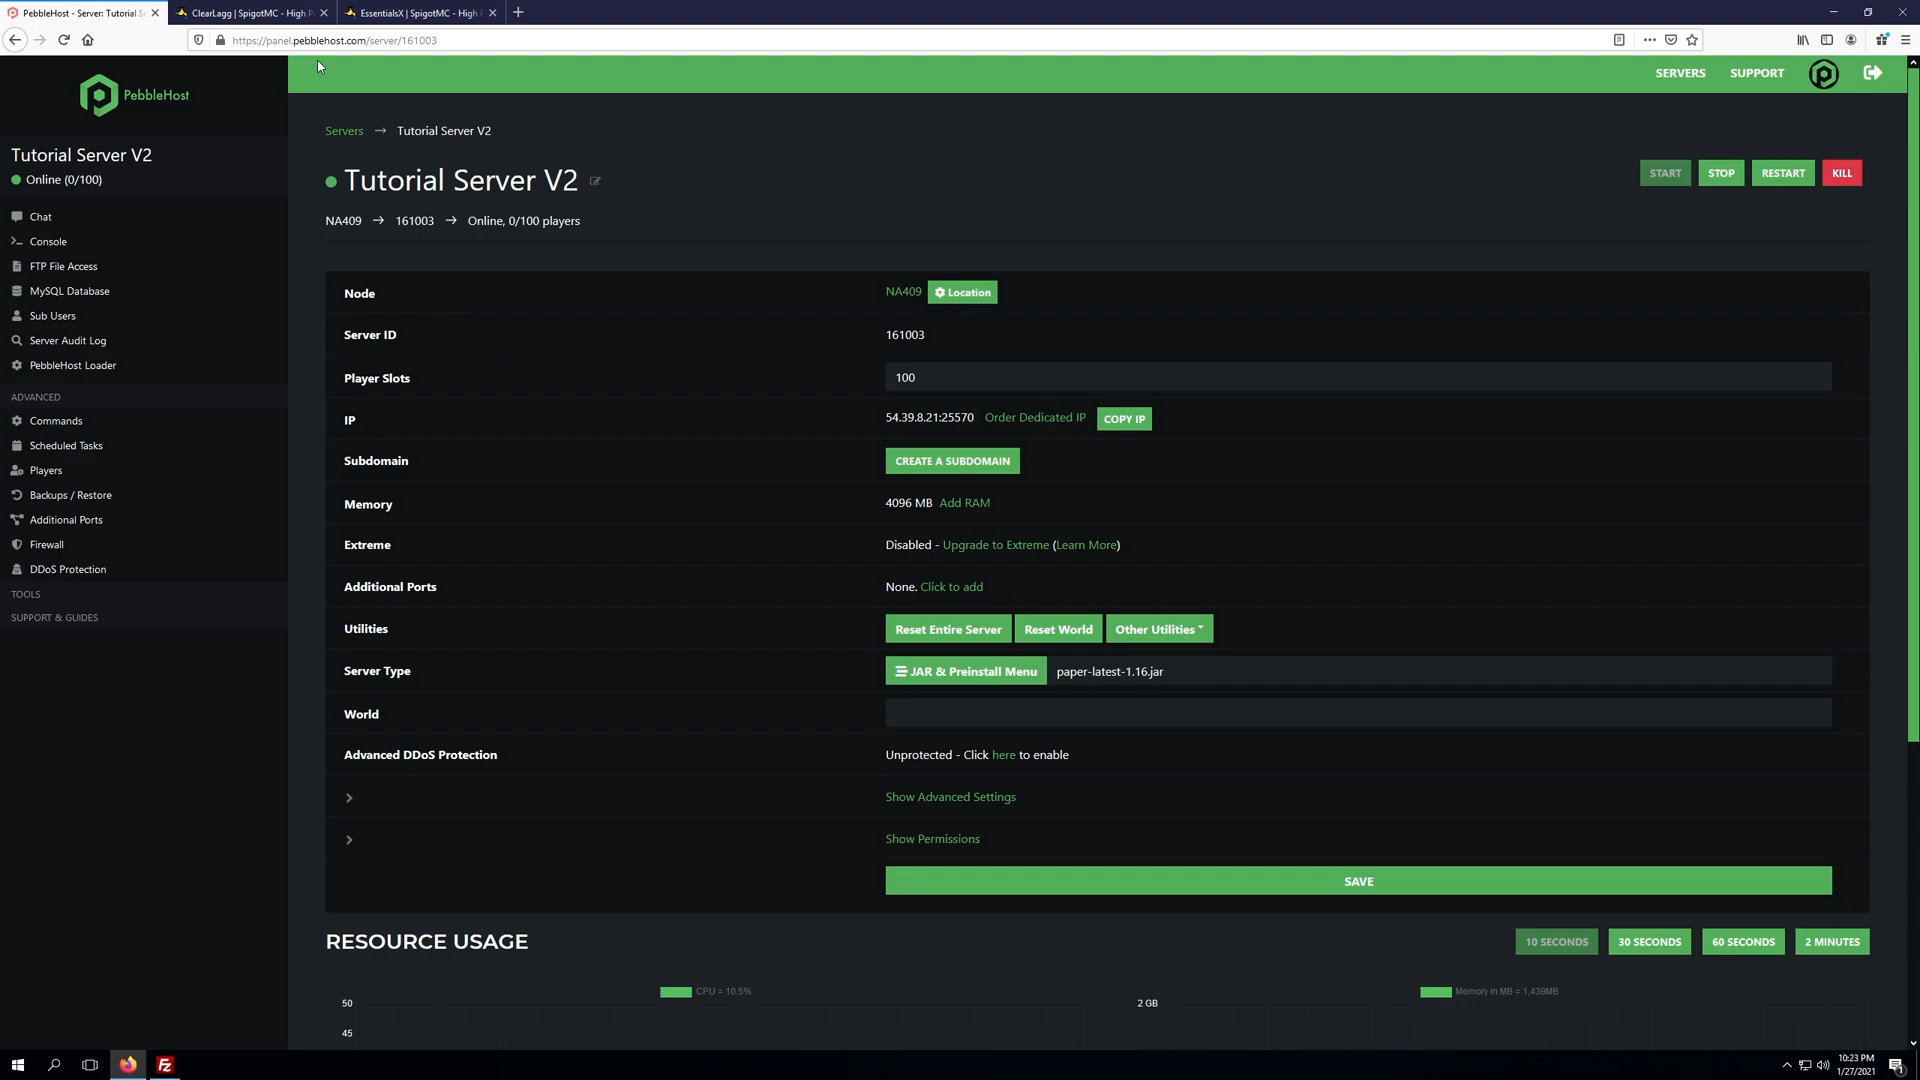 PebbleHost - Server: Tutorial S
ClearLagg | SpigotMC - High P
EssentialsX | SpigotMC - High
https://panel.pebblehost.com/server/161003
PebbleHost
SERVERS
SUPPORT
Tutorial Server V2
Online (0/100)
Chat
Console
FTP File Access
MySQL Database
Sub Users
Server Audit Log
PebbleHost Loader
ADVANCED
Commands
Scheduled Tasks
Players
Backups / Restore
Additional Ports
Firewall
DDoS Protection
TOOLS
SUPPORT & GUIDES
Servers → Tutorial Server V2
Tutorial Server V2
START
STOP
RESTART
KILL
NA409 → 161003 → Online, 0/100 players
Node NA409 Location
Server ID 161003
Player Slots 100
IP 54.39.8.21:25570 Order Dedicated IP COPY IP
Subdomain CREATE A SUBDOMAIN
Memory 4096 MB Add RAM
Extreme Disabled - Upgrade to Extreme (Learn More)
Additional Ports None. Click to add
Utilities Reset Entire Server Reset World Other Utilities
Server Type JAR & Preinstall Menu paper-latest-1.16.jar
World
Advanced DDoS Protection Unprotected - Click here to enable
Show Advanced Settings
Show Permissions
SAVE
RESOURCE USAGE
10 SECONDS
30 SECONDS
60 SECONDS
2 MINUTES
CPU = 10.5%
Memory in MB = 1,439MB
50
2 GB
45
10:23 PM
1/27/2021